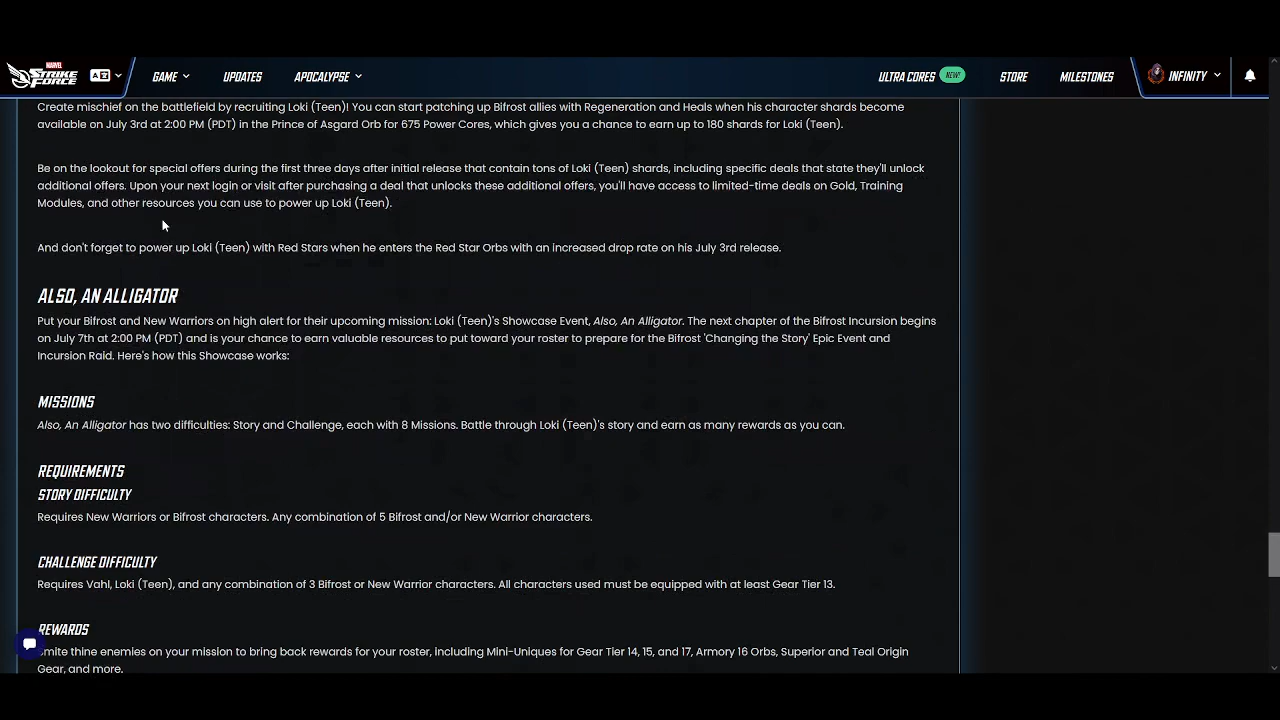 MARVEL
STRIKE FORCE
GAME
UPDATES
APOCALYPSE
ULTRA CORES
NEW!
STORE
MILESTONES
INFINITY
Create mischief on the battlefield by recruiting Loki (Teen)! You can start patching up Bifrost allies with Regeneration and Heals when his character shards become
available on July 3rd at 2:00 PM (PDT) in the Prince of Asgard Orb for 675 Power Cores, which gives you a chance to earn up to 180 shards for Loki (Teen).
Be on the lookout for special offers during the first three days after initial release that contain tons of Loki (Teen) shards, including specific deals that state they'll unlock
additional offers. Upon your next login or visit after purchasing a deal that unlocks these additional offers, you'll have access to limited-time deals on Gold, Training
Modules, and other resources you can use to power up Loki (Teen).
And don't forget to power up Loki (Teen) with Red Stars when he enters the Red Star Orbs with an increased drop rate on his July 3rd release.
ALSO, AN ALLIGATOR
Put your Bifrost and New Warriors on high alert for their upcoming mission: Loki (Teen)'s Showcase Event, Also, An Alligator. The next chapter of the Bifrost Incursion begins
on July 7th at 2:00 PM (PDT) and is your chance to earn valuable resources to put toward your roster to prepare for the Bifrost 'Changing the Story' Epic Event and
Incursion Raid. Here's how this Showcase works:
MISSIONS
Also, An Alligator has two difficulties: Story and Challenge, each with 8 Missions. Battle through Loki (Teen)'s story and earn as many rewards as you can.
REQUIREMENTS
STORY DIFFICULTY
Requires New Warriors or Bifrost characters. Any combination of 5 Bifrost and/or New Warrior characters.
CHALLENGE DIFFICULTY
Requires Vahl, Loki (Teen), and any combination of 3 Bifrost or New Warrior characters. All characters used must be equipped with at least Gear Tier 13.
REWARDS
Smite thine enemies on your mission to bring back rewards for your roster, including Mini-Uniques for Gear Tier 14, 15, and 17, Armory 16 Orbs, Superior and Teal Origin
Gear, and more.